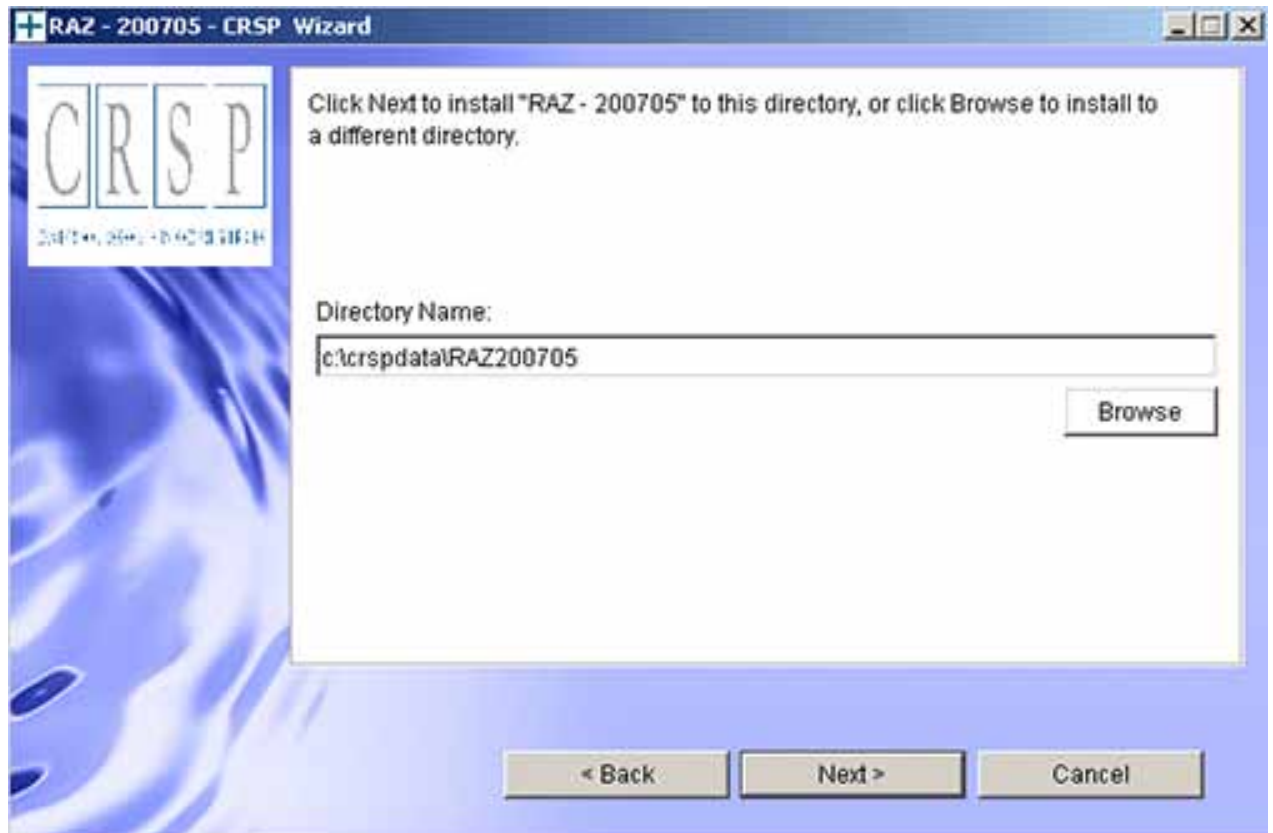 RAZ - 200705 - CRSP Wizard
CRSP
Click Next to install "RAZ - 200705" to this directory, or click Browse to install to
a different directory.
Directory Name:
c:\crspdata\RAZ200705
Browse
< Back
Next >
Cancel